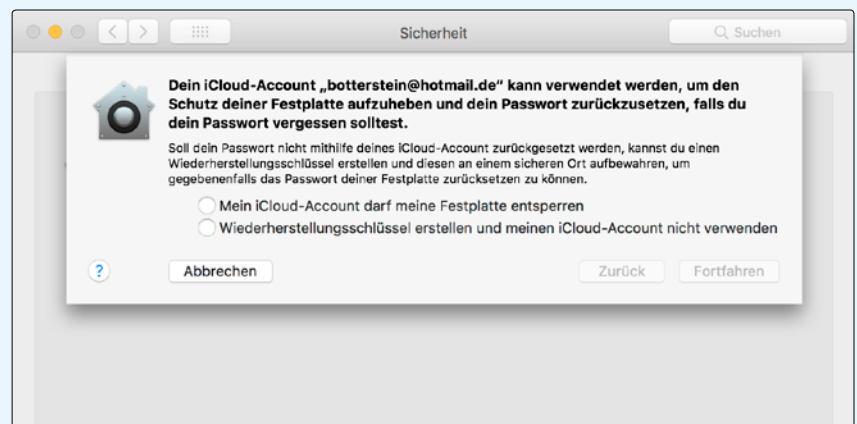 Sicherheit
Suchen
Dein iCloud-Account „botterstein@hotmail.de“ kann verwendet werden, um den
Schutz deiner Festplatte aufzuheben und dein Passwort zurückzusetzen, falls du
dein Passwort vergessen solltest.
Soll dein Passwort nicht mithilfe deines iCloud-Account zurückgesetzt werden, kannst du einen
Wiederherstellungsschlüssel erstellen und diesen an einem sicheren Ort aufbewahren, um
gegebenenfalls das Passwort deiner Festplatte zurücksetzen zu können.
Mein iCloud-Account darf meine Festplatte entsperren
Wiederherstellungsschlüssel erstellen und meinen iCloud-Account nicht verwenden
?
Abbrechen
Zurück
Fortfahren